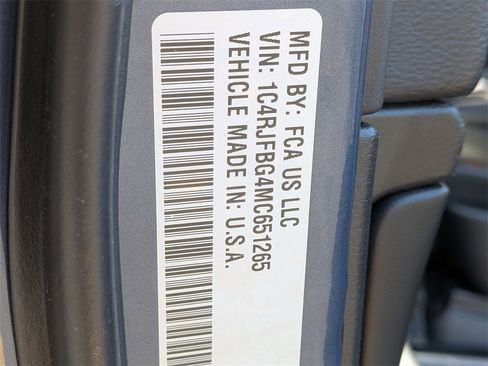 MFD BY: FCA US LLC
VIN: 1C4RJFBG4MC651265
VEHICLE MADE IN: U.S.A.